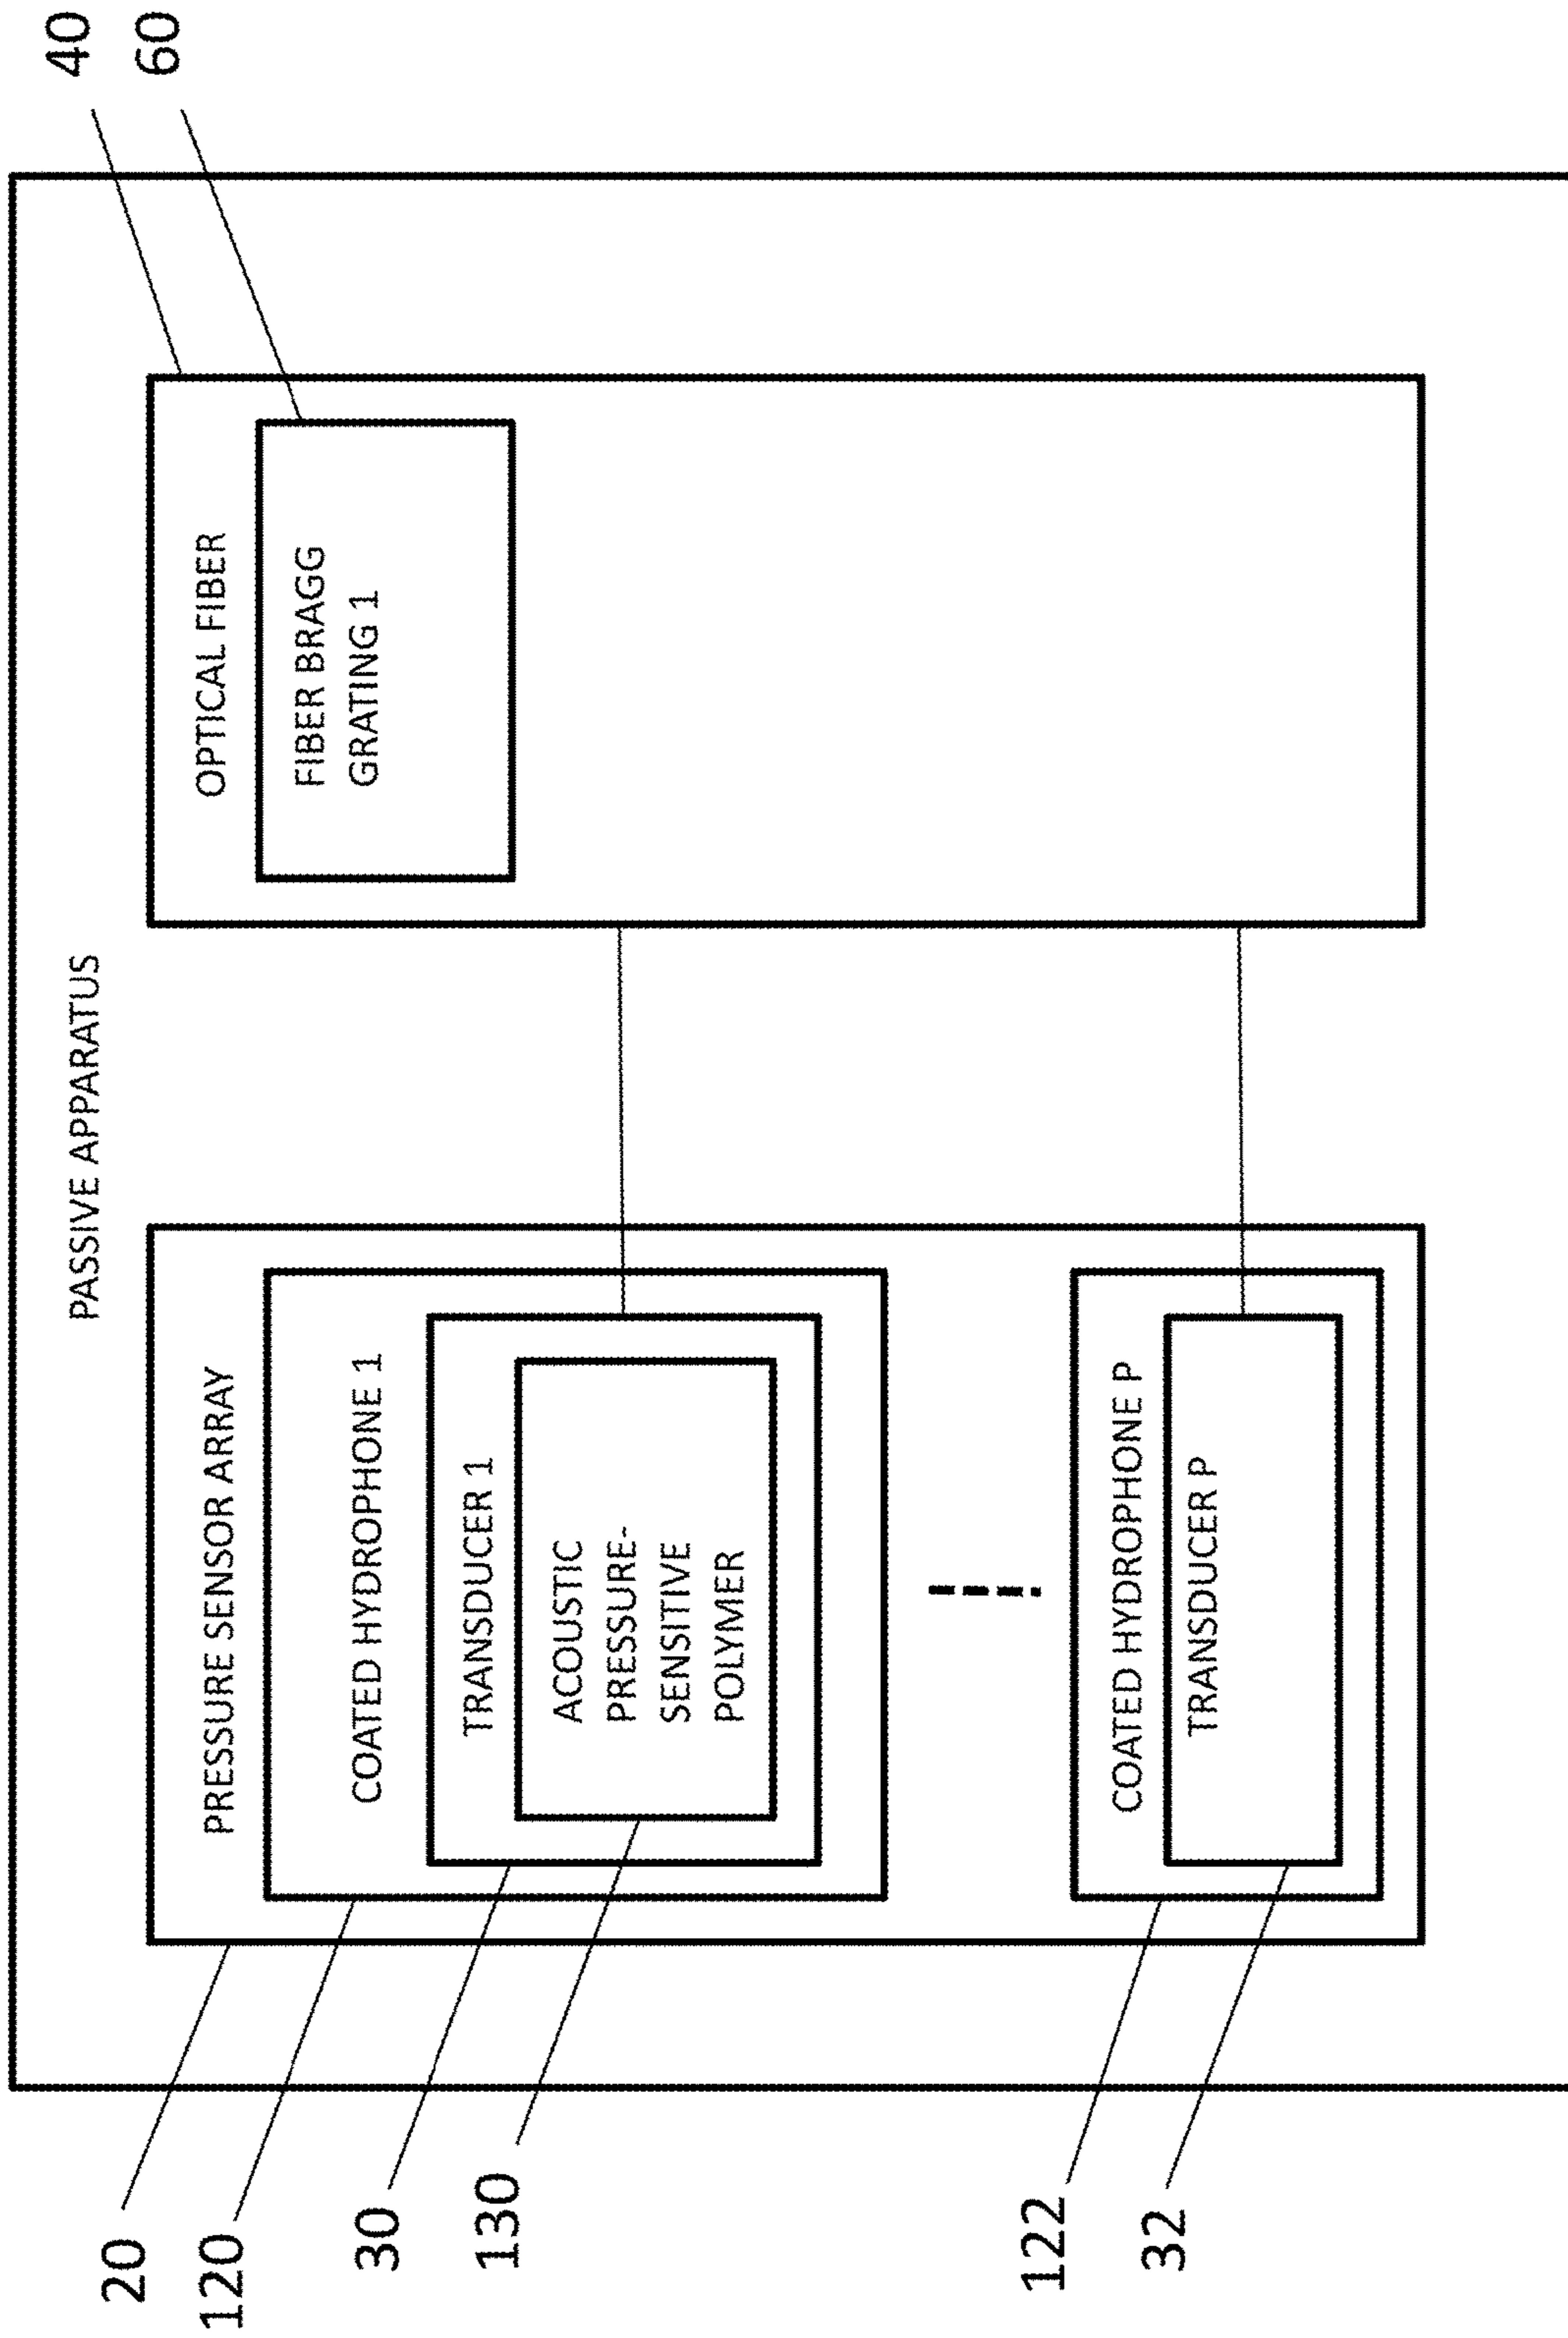 PASSIVE APPARATUS
20
PRESSURE SENSOR ARRAY
120
COATED HYDROPHONE 1
30
TRANSDUCER 1
130
ACOUSTIC
PRESSURE-
SENSITIVE
POLYMER
122
COATED HYDROPHONE P
32
TRANSDUCER P
40
OPTICAL FIBER
60
FIBER BRAGG
GRATING 1